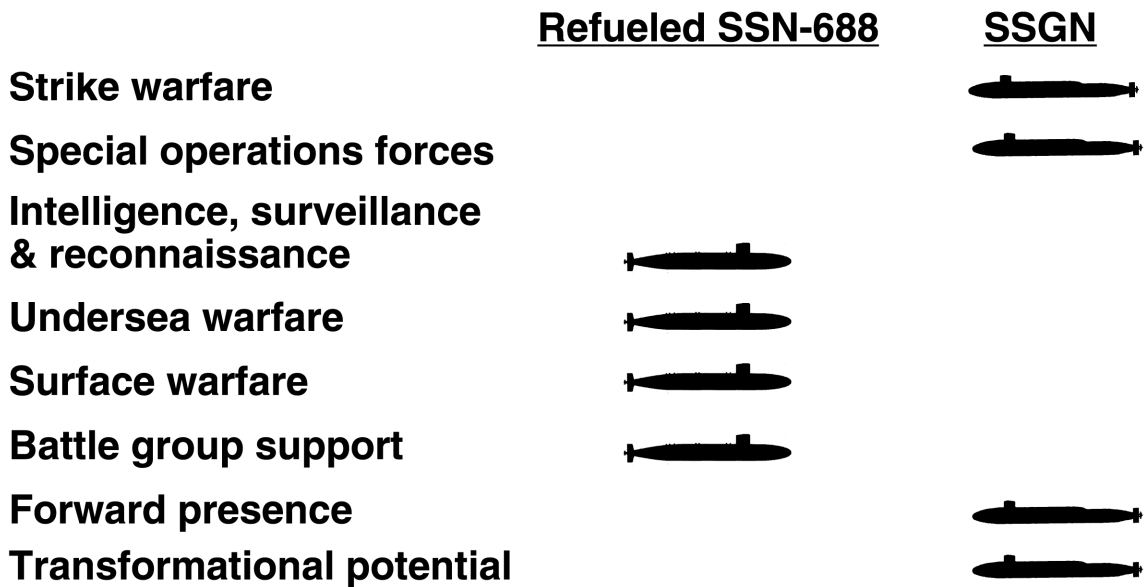 Refueled SSN-688 SSGN
Strike warfare
Special operations forces
Intelligence, surveillance
& reconnaissance
Undersea warfare
Surface warfare
Battle group support
Forward presence
Transformational potential